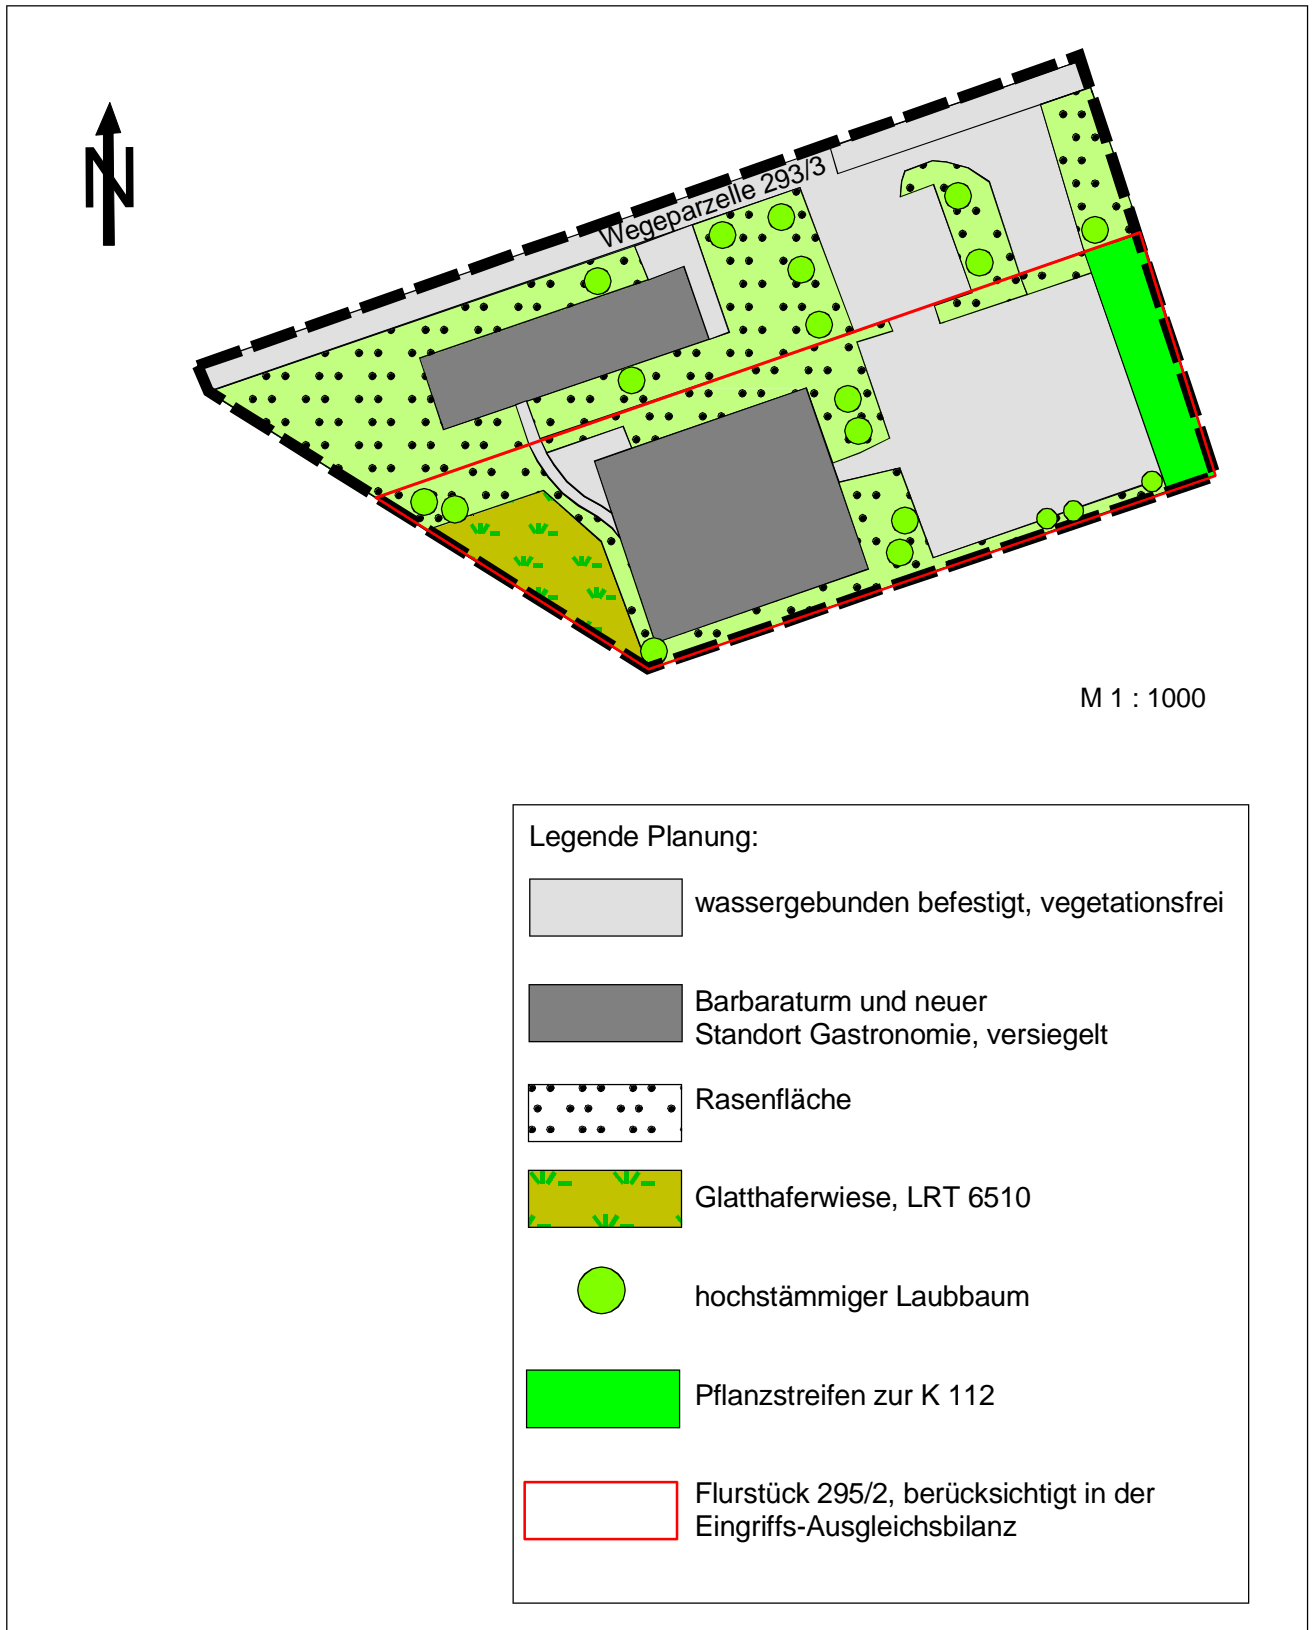 N
Wegeparzelle 293/3
M 1 : 1000
Legende Planung:
wassergebunden befestigt, vegetationsfrei
Barbaraturm und neuer
Standort Gastronomie, versiegelt
Rasenfläche
Glatthaferwiese, LRT 6510
hochstämmiger Laubbaum
Pflanzstreifen zur K 112
Flurstück 295/2, berücksichtigt in der
Eingriffs-Ausgleichsbilanz